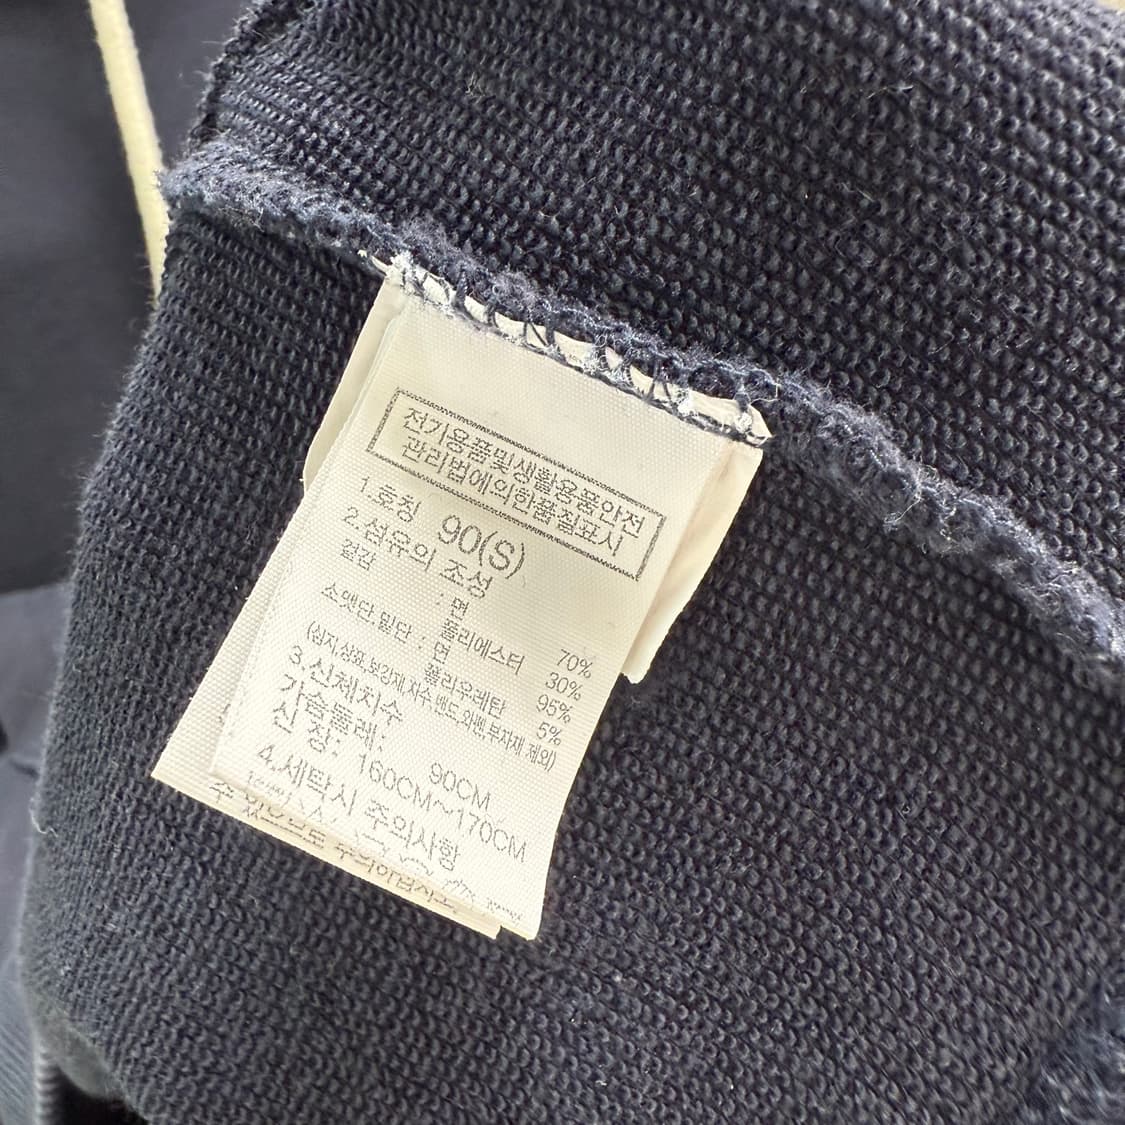 전기용품및생활용품안전
관리법에의한품질표시
1.호칭 90(S)
2.섬유의 조성
겉감 : 면 70%
폴리에스터 30%
소맷단,밑단 : 면 95%
폴리우레탄 5%
(심지,상표,보강재,자수,밴드,와펜,부자재 제외)
3.신체치수
가슴둘레: 90CM
신 장: 160CM~170CM
4.세탁시 주의사항